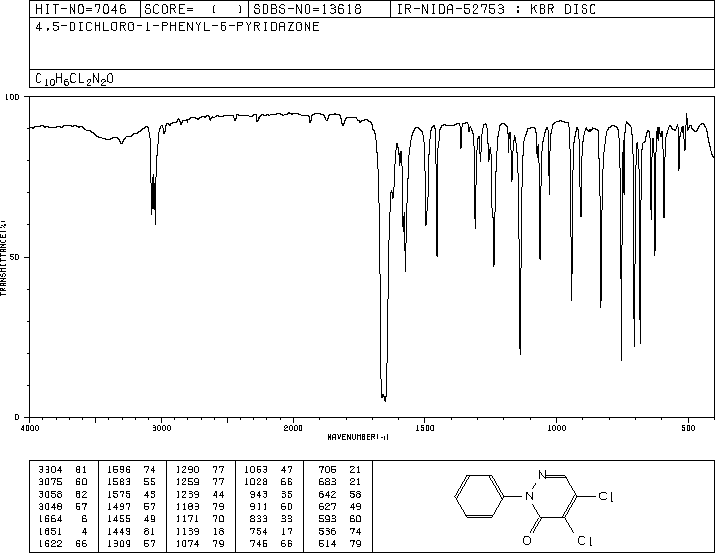 HIT-NO=7046 SCORE= ( ) SDBS-NO=13618 IR-NIDA-52753 : KBR DISC
4,5-DICHLORO-1-PHENYL-6-PYRIDAZONE
C10H6CL2N2O
100
50
0
TRANSMITTANCE(%)
4000 3000 2000 1500 1000 500
WAVENUMBER(-1)
3304 81 1596 74 1290 77 1063 47 705 21
3075 60 1583 55 1259 77 1028 66 683 21
3058 62 1575 43 1239 44 943 35 642 58
3048 57 1497 57 1183 79 911 60 627 49
1664 6 1455 49 1171 70 833 33 593 60
1651 4 1449 81 1139 18 754 17 536 74
1622 66 1309 57 1074 79 746 66 514 79
N
N
Cl
O
Cl